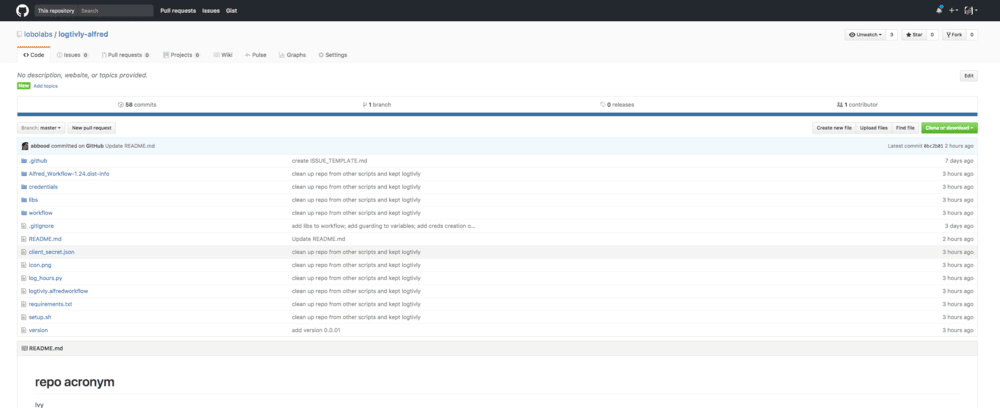 This repository Search Pull requests Issues Gist
lobolabs / logtivly-alfred Unwatch 3 Star 0 Fork 0
Code Issues 0 Pull requests 0 Projects 0 Wiki Pulse Graphs Settings
No description, website, or topics provided. Edit
New Add topics
58 commits 1 branch 0 releases 1 contributor
Branch: master New pull request Create new file Upload files Find file Clone or download
abbood committed on GitHub Update README.md Latest commit 2 hours ago
.github create ISSUE_TEMPLATE.md 7 days ago
Alfred_Workflow-1.24.dist-info clean up repo from other scripts and kept logtivly 3 hours ago
credentials clean up repo from other scripts and kept logtivly 3 hours ago
libs clean up repo from other scripts and kept logtivly 3 hours ago
workflow clean up repo from other scripts and kept logtivly 3 hours ago
.gitignore add libs to workflow; add guarding to variables; add creds creation o... 3 days ago
README.md Update README.md 2 hours ago
client_secret.json clean up repo from other scripts and kept logtivly 3 hours ago
icon.png clean up repo from other scripts and kept logtivly 3 hours ago
log_hours.py clean up repo from other scripts and kept logtivly 3 hours ago
logtivly.alfredworkflow clean up repo from other scripts and kept logtivly 3 hours ago
requirements.txt clean up repo from other scripts and kept logtivly 3 hours ago
setup.sh clean up repo from other scripts and kept logtivly 3 hours ago
version add version 0.0.01 3 hours ago
README.md
repo acronym
lvy